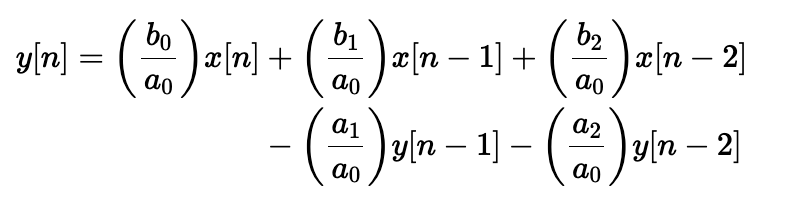 y[n] = (b₀/a₀) x[n] + (b₁/a₀) x[n − 1] + (b₂/a₀) x[n − 2]
− (a₁/a₀) y[n − 1] − (a₂/a₀) y[n − 2]